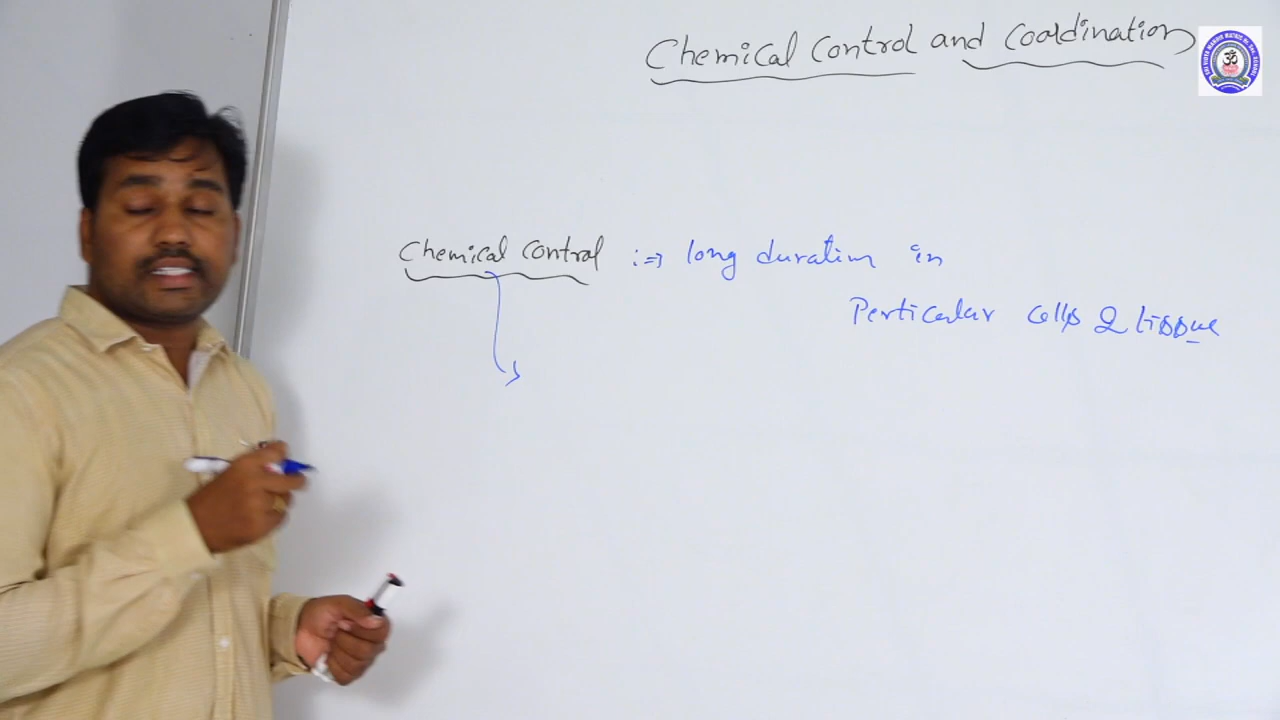 Chemical Control and Coordination
Chemical Control :⇒ long duration in
Perticular cells & tissue